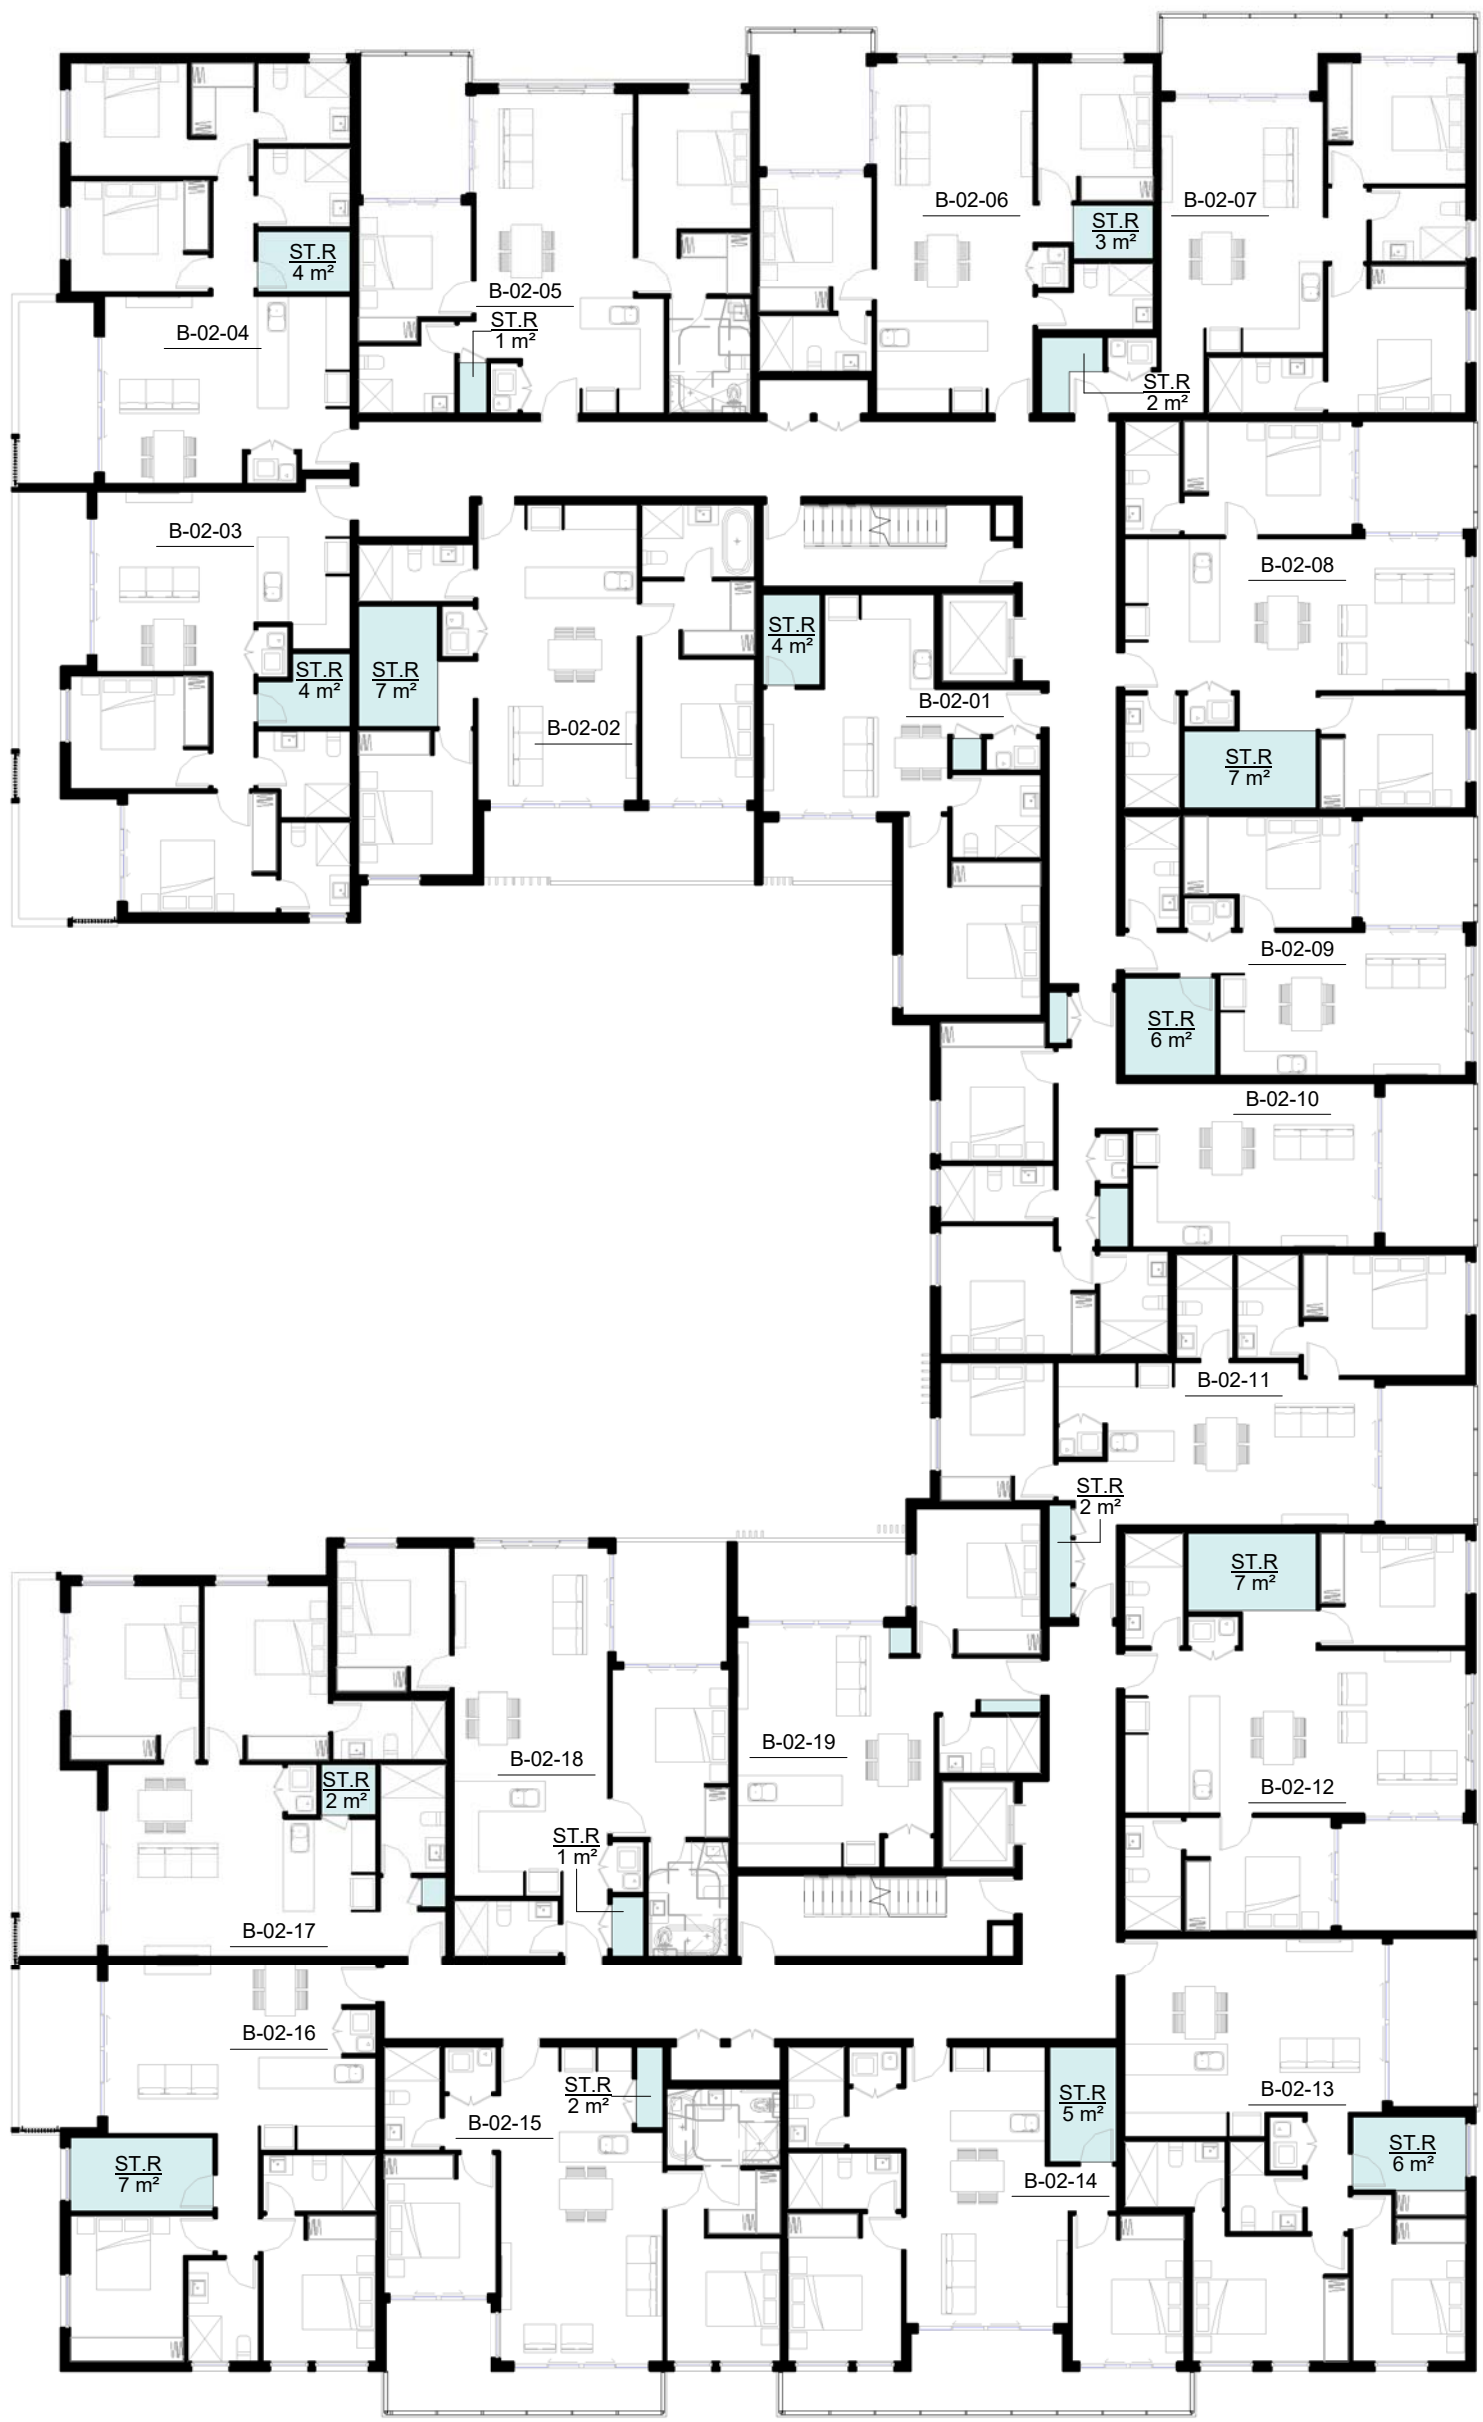 B-02-06
B-02-07
ST.R
3 m²
ST.R
4 m²
B-02-05
B-02-04
ST.R
1 m²
ST.R
2 m²
B-02-03
B-02-08
ST.R
4 m²
ST.R
4 m²
ST.R
7 m²
B-02-01
B-02-02
ST.R
7 m²
B-02-09
ST.R
6 m²
B-02-10
B-02-11
ST.R
2 m²
ST.R
7 m²
B-02-19
B-02-18
ST.R
2 m²
B-02-12
ST.R
1 m²
B-02-17
B-02-16
ST.R
2 m²
B-02-13
ST.R
5 m²
B-02-15
ST.R
6 m²
ST.R
7 m²
B-02-14